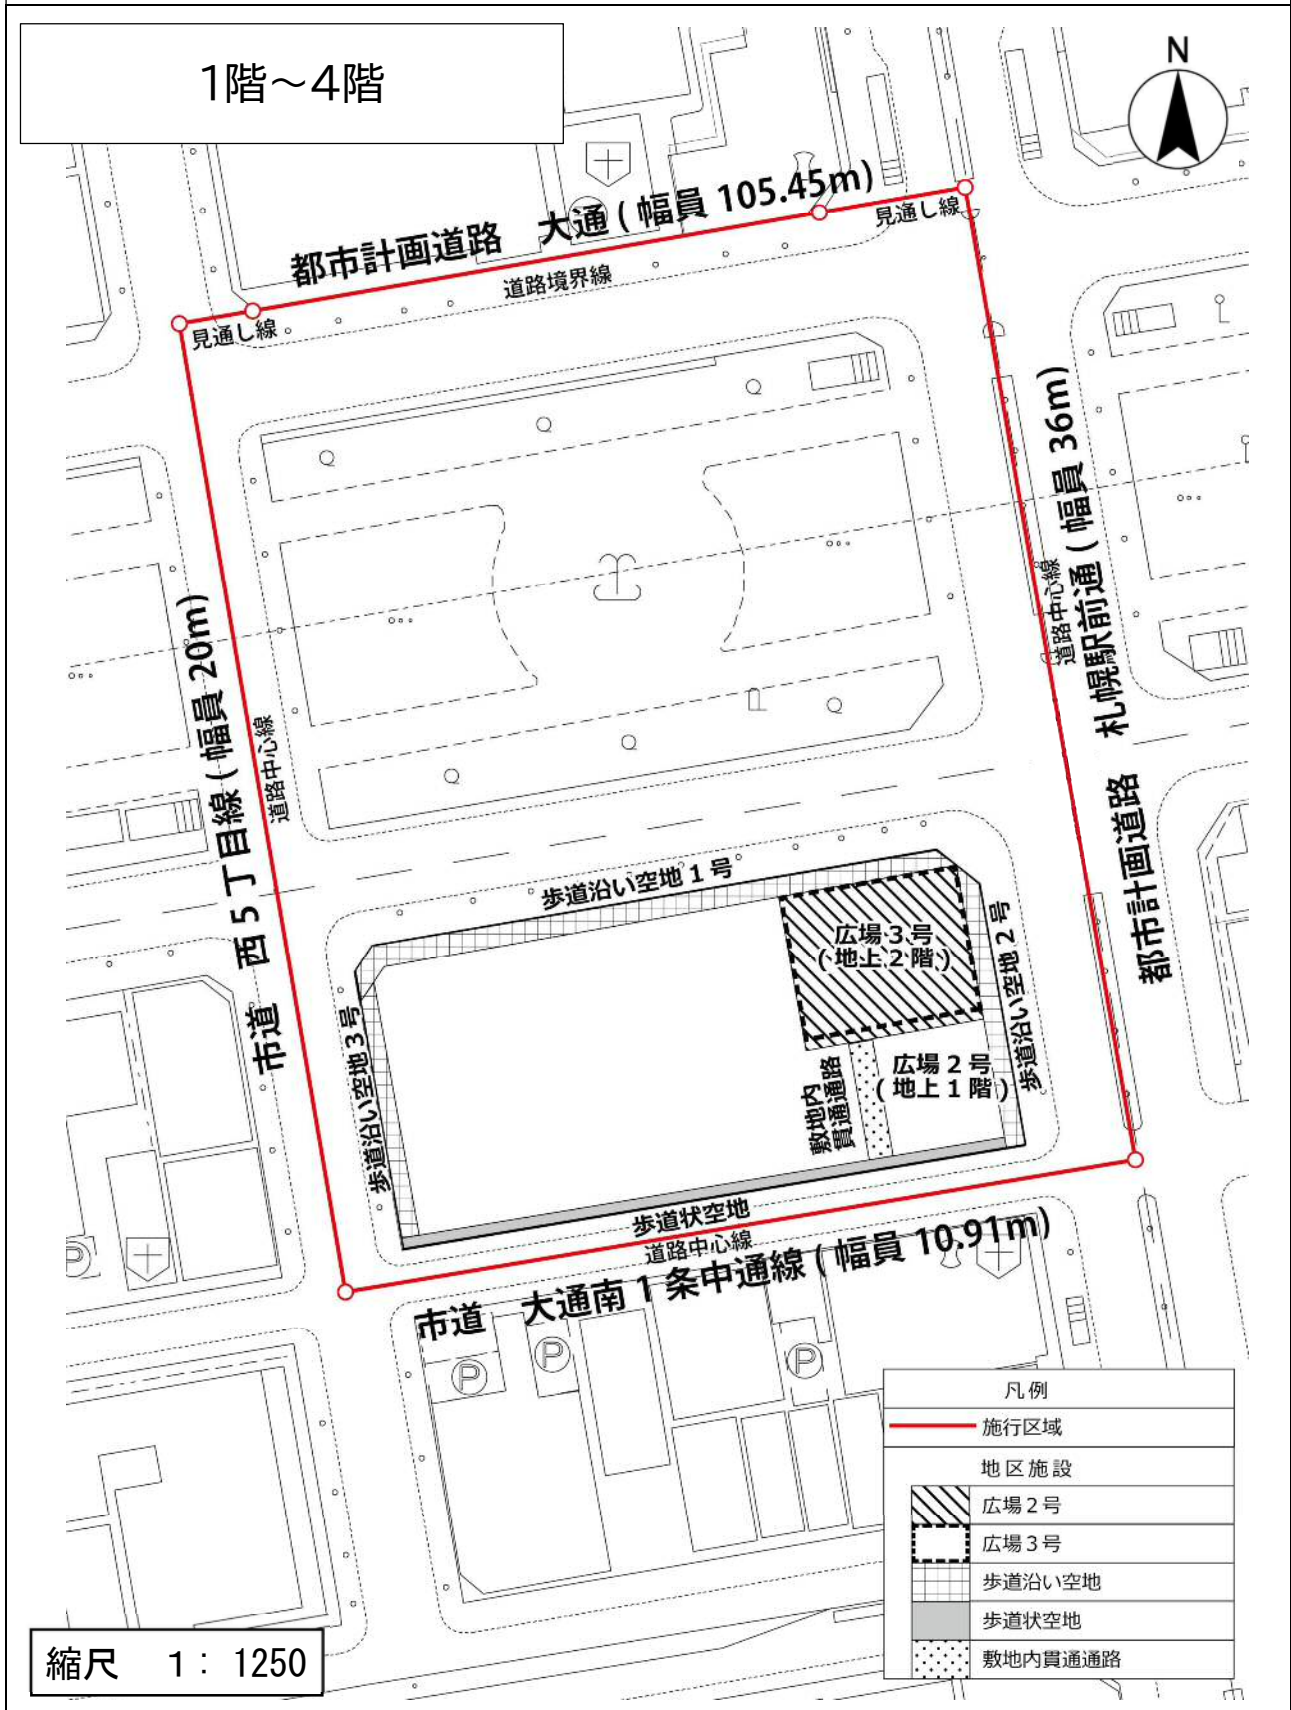 1階～4階
N
都市計画道路　大通 ( 幅員 105.45m)
見通し線
道路境界線
見通し線
都市計画道路　札幌駅前通 ( 幅員 36m)
道路中心線
市道　西 5 丁目線 ( 幅員 20m)
道路中心線
歩道沿い空地 1 号
広場 3 号
( 地上 2 階 )
歩道沿い空地 2 号
歩道沿い空地 3 号
広場 2 号
( 地上 1 階 )
敷地内
貫通通路
歩道状空地
道路中心線
市道　大通南 1 条中通線 ( 幅員 10.91m)
P
P
P
P
凡例
施行区域
地区施設
広場２号
広場３号
歩道沿い空地
歩道状空地
敷地内貫通通路
縮尺　1： 1250